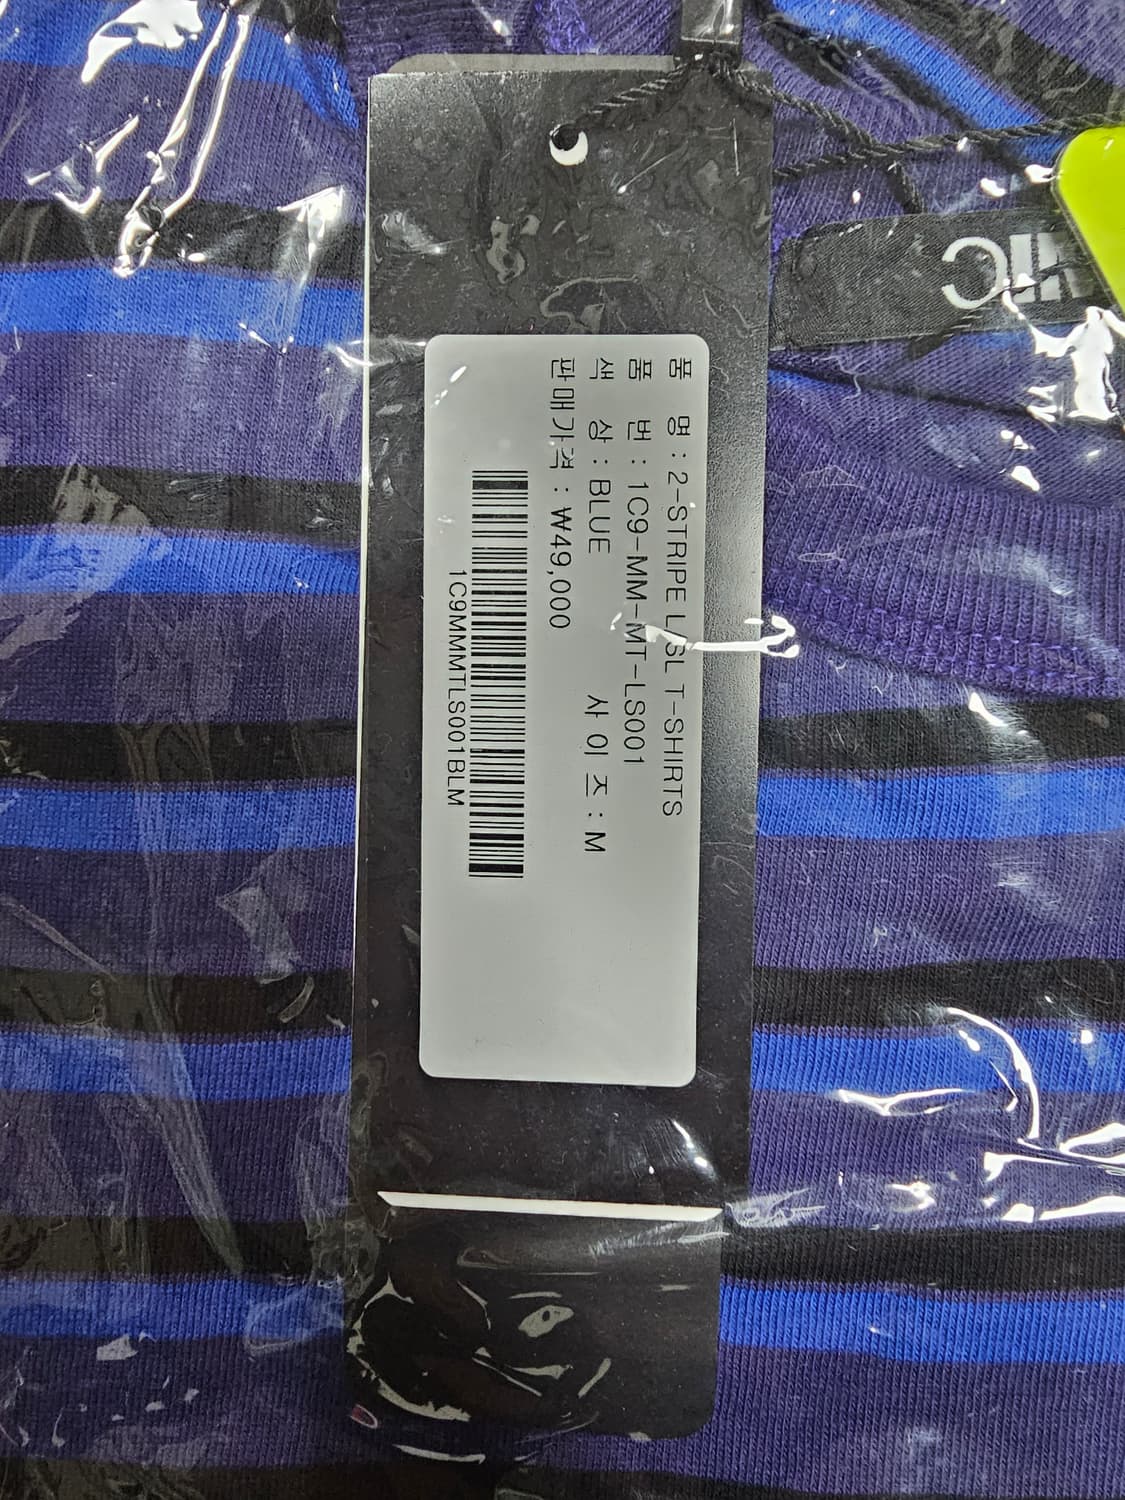 품 명 : 2-STRIPE LSL T-SHIRTS
품 번 : 1C9-MM-MT-LS001
색 상 : BLUE 사 이 즈 : M
판매가격 : ₩49,000
1C9MMMTLS001BLM